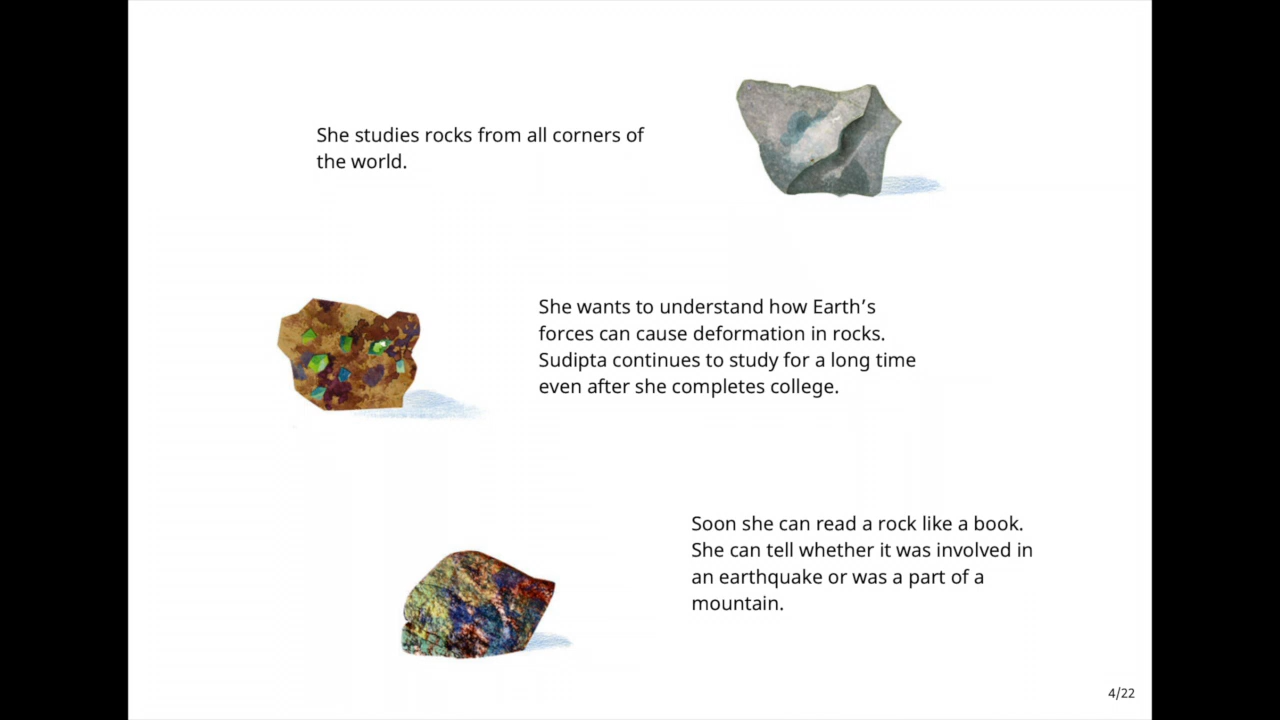 She studies rocks from all corners of
the world.
She wants to understand how Earth’s
forces can cause deformation in rocks.
Sudipta continues to study for a long time
even after she completes college.
Soon she can read a rock like a book.
She can tell whether it was involved in
an earthquake or was a part of a
mountain.
4/22